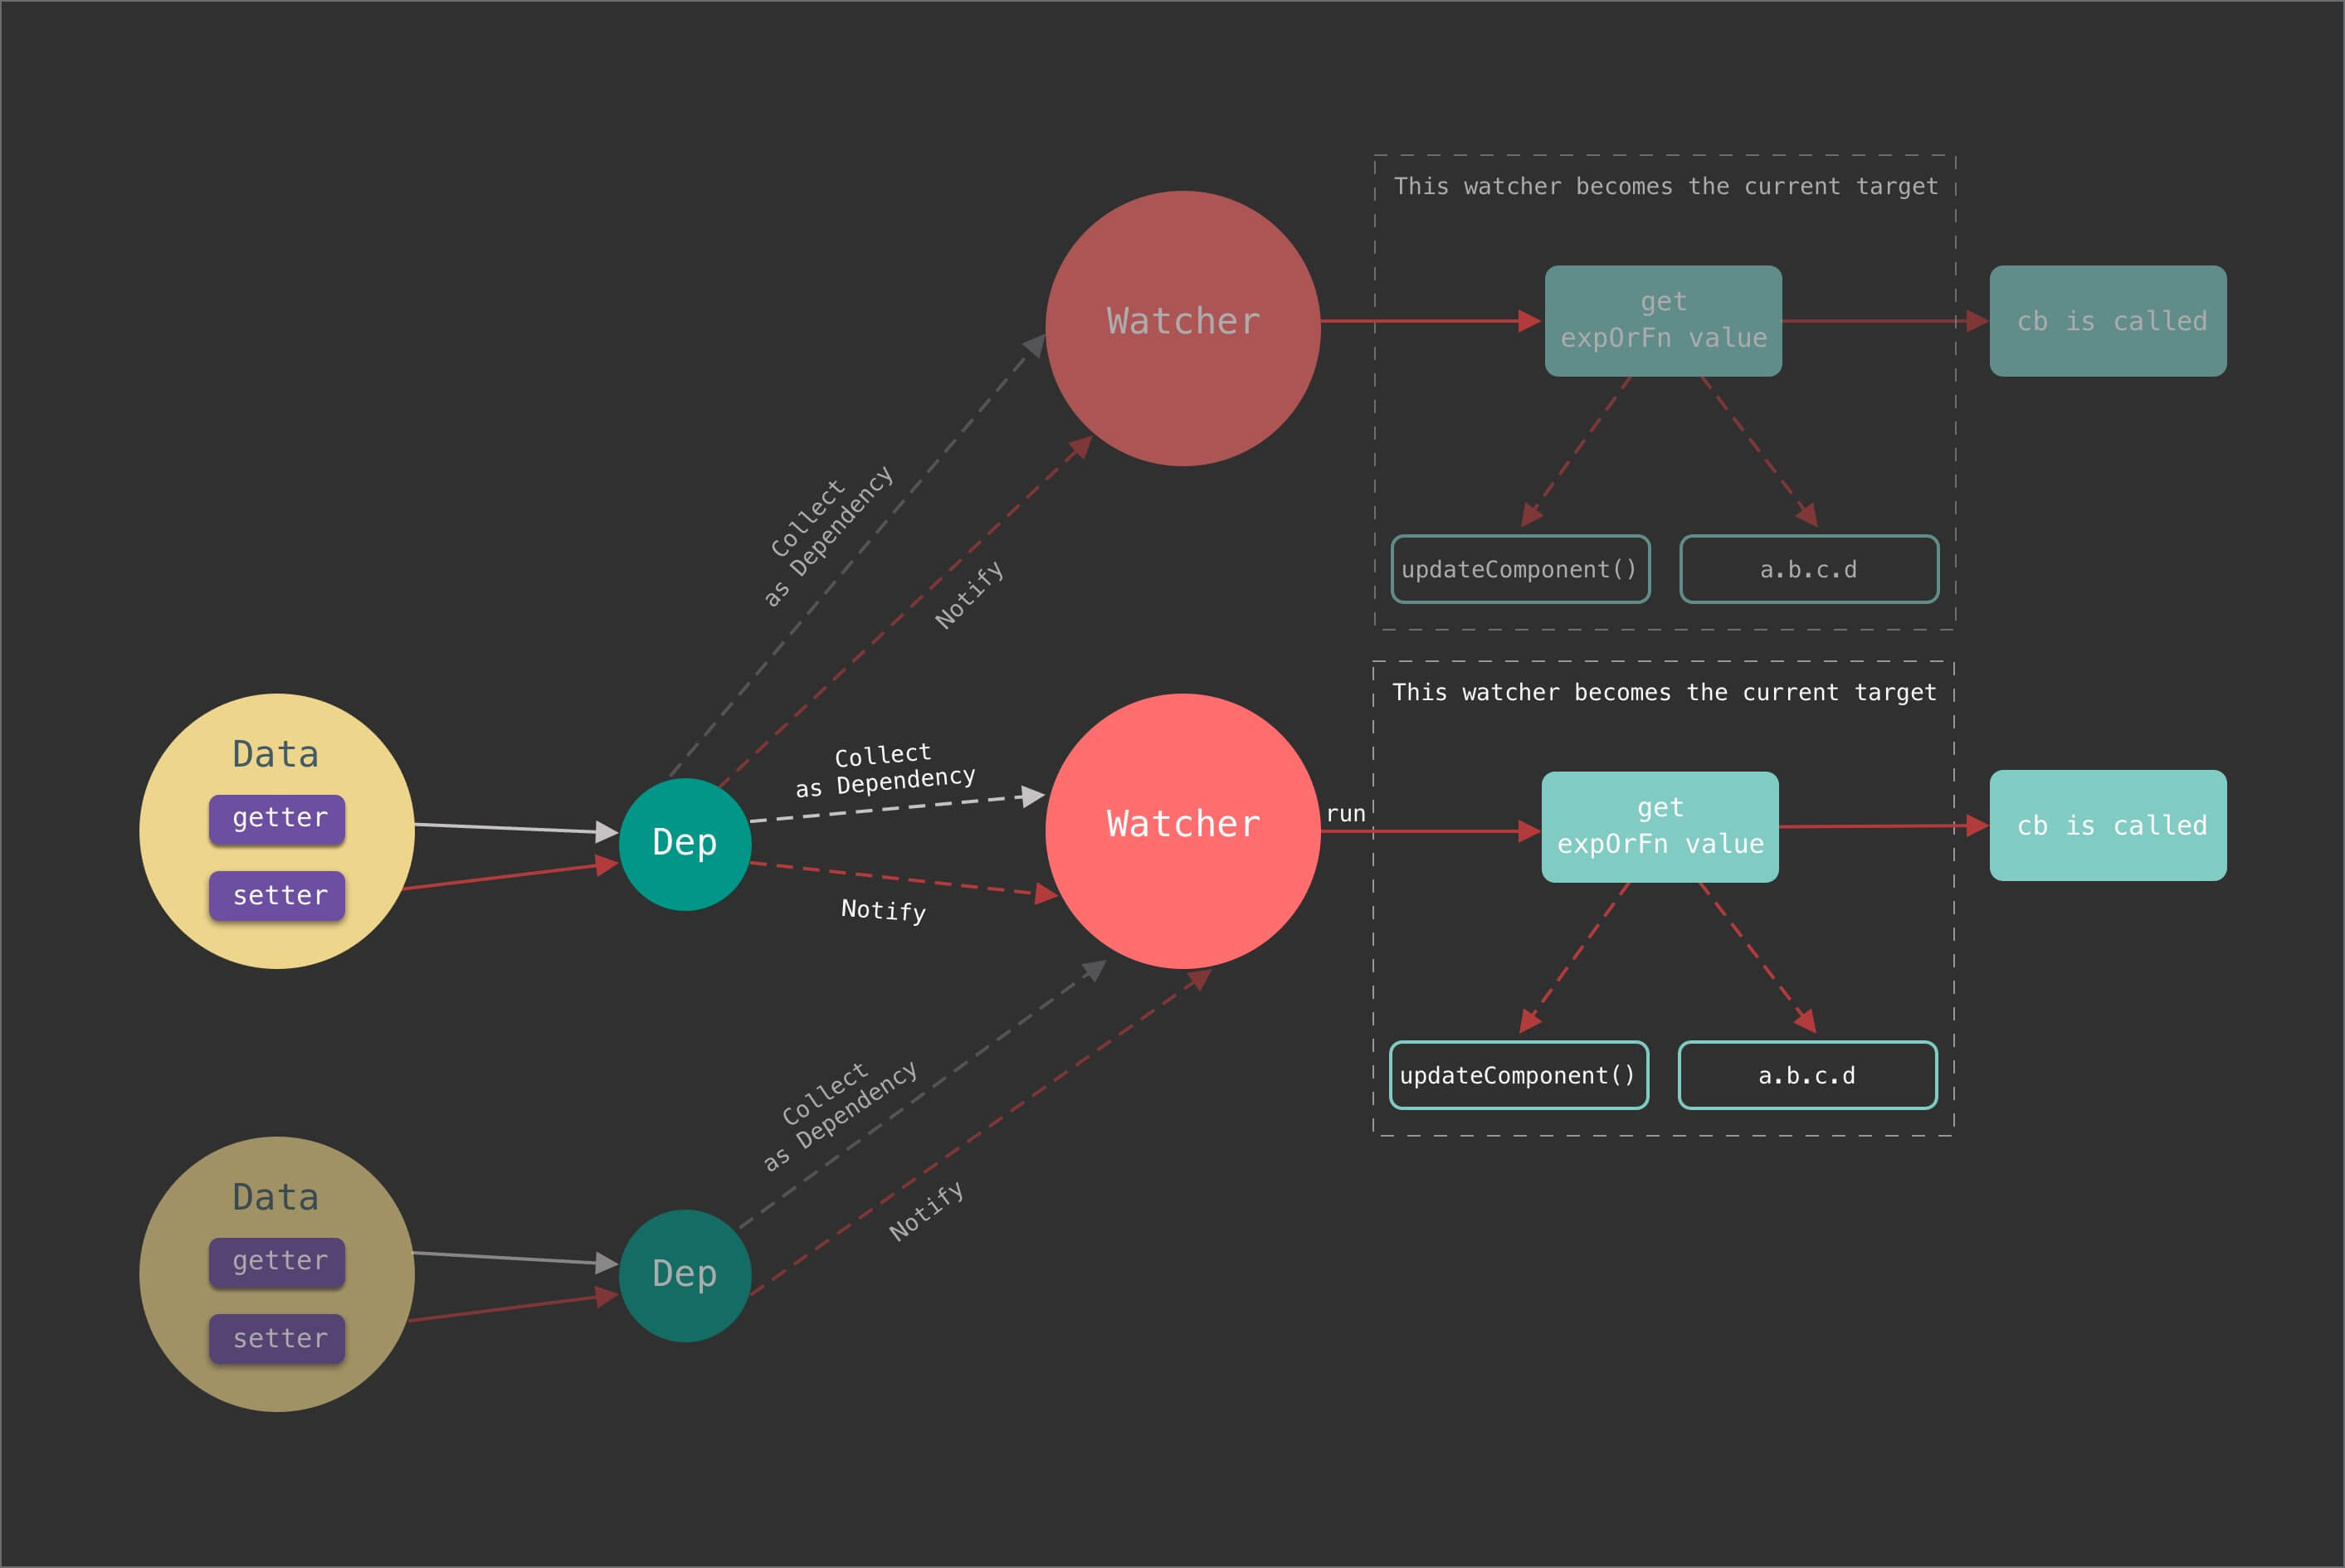 This watcher becomes the current target
Watcher
get
expOrFn value
cb is called
Collect
as Dependency
Notify
updateComponent()
a.b.c.d
This watcher becomes the current target
Data
getter
setter
Dep
Collect
as Dependency
Notify
Watcher
run
get
expOrFn value
cb is called
updateComponent()
a.b.c.d
Collect
as Dependency
Notify
Data
getter
setter
Dep